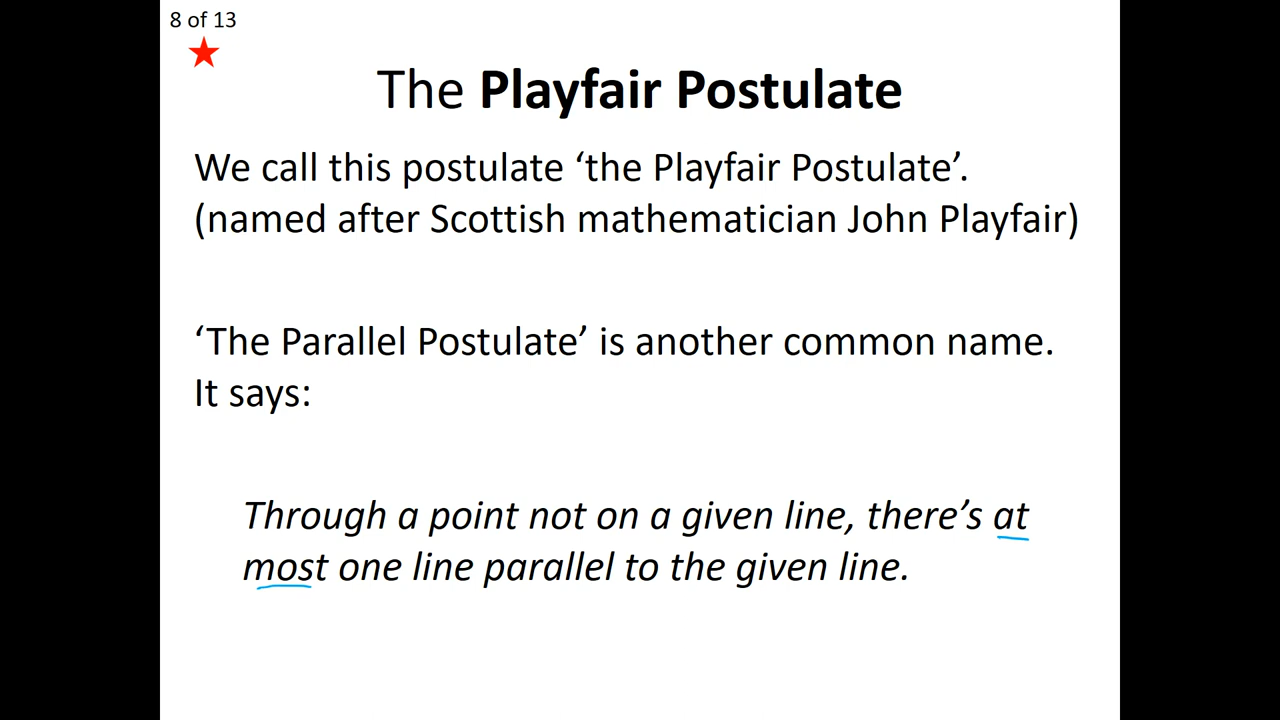 8 of 13
The Playfair Postulate
We call this postulate ‘the Playfair Postulate’.
(named after Scottish mathematician John Playfair)
‘The Parallel Postulate’ is another common name.
It says:
Through a point not on a given line, there’s at
most one line parallel to the given line.